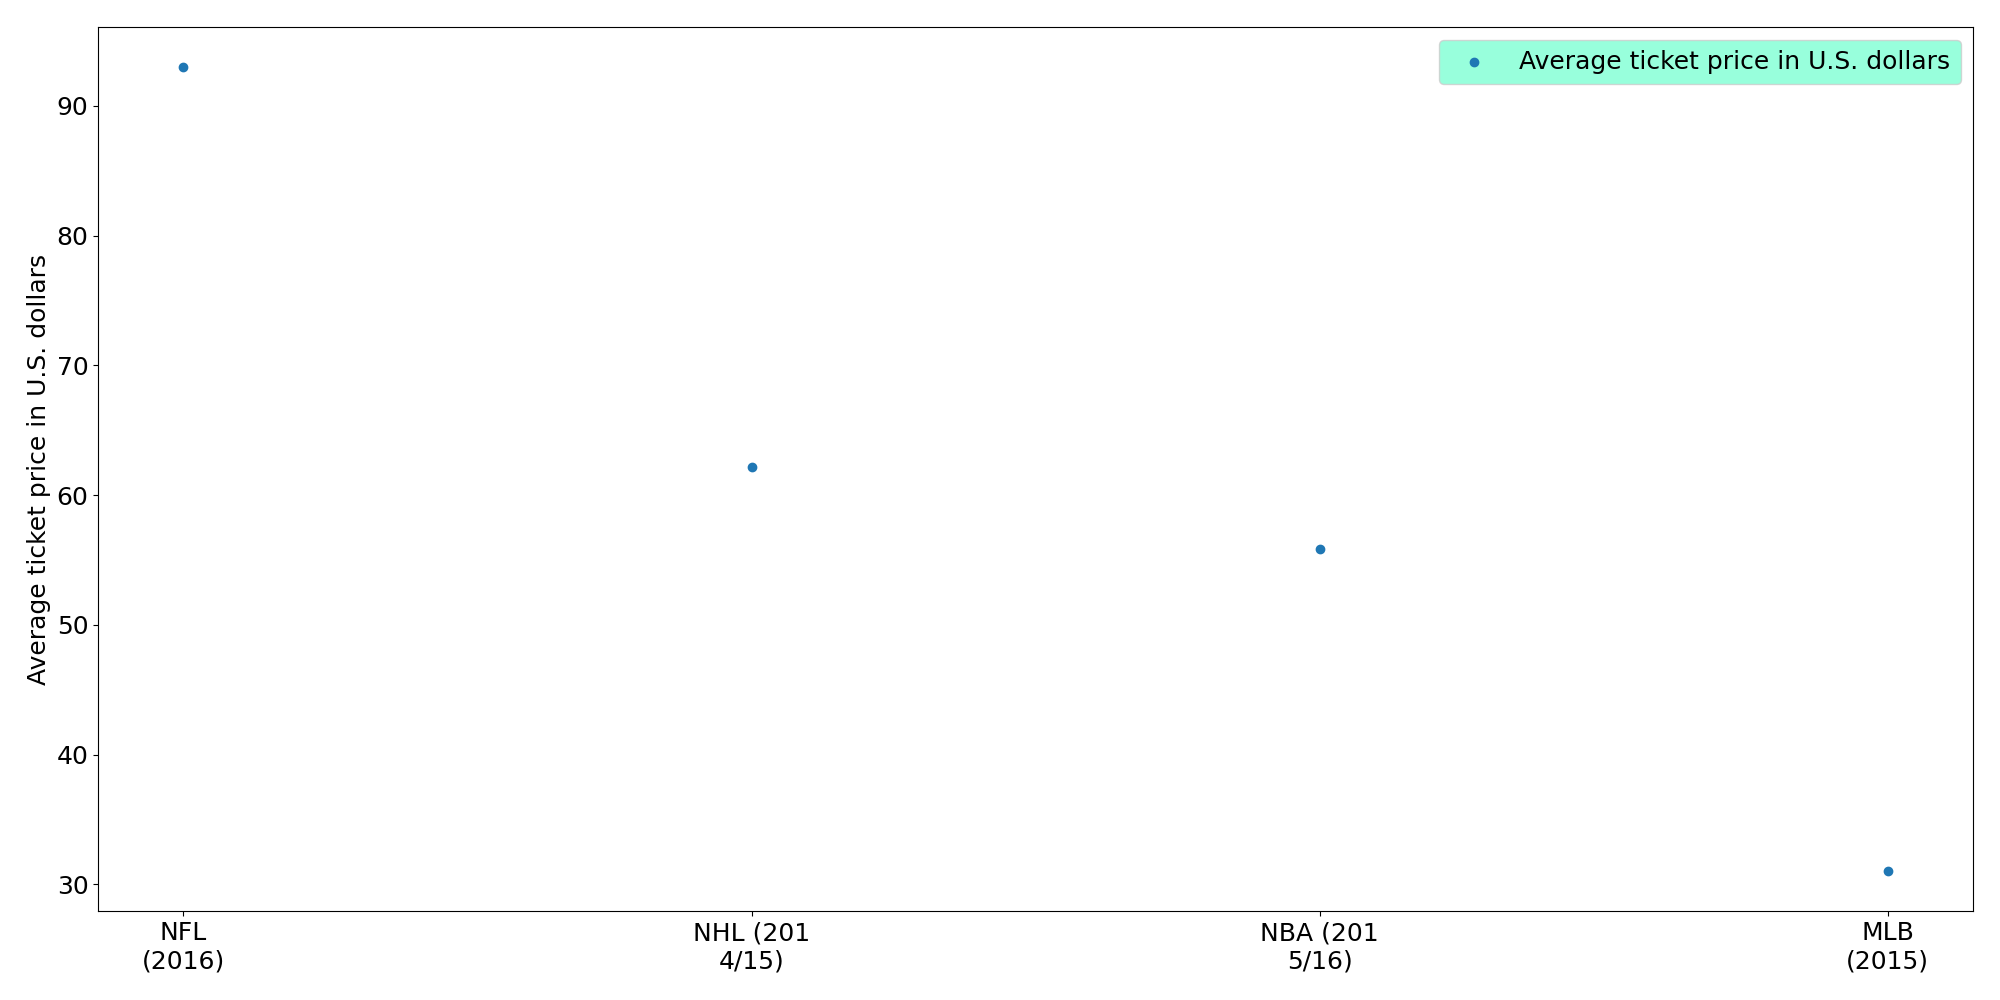 Average ticket price in U.S. dollars
Average ticket price in U.S. dollars
90
80
70
60
50
40
30
NFL
(2016)
NHL (201
4/15)
NBA (201
5/16)
MLB
(2015)